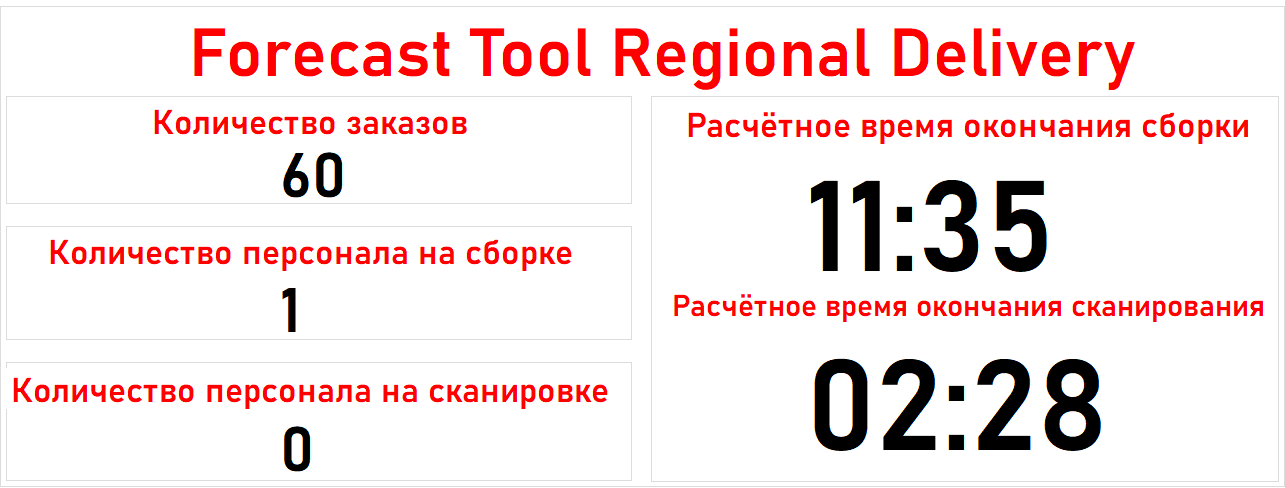 Forecast Tool Regional Delivery
Количество заказов
60
Количество персонала на сборке
1
Количество персонала на сканировке
0
Расчётное время окончания сборки
11:35
Расчётное время окончания сканирования
02:28